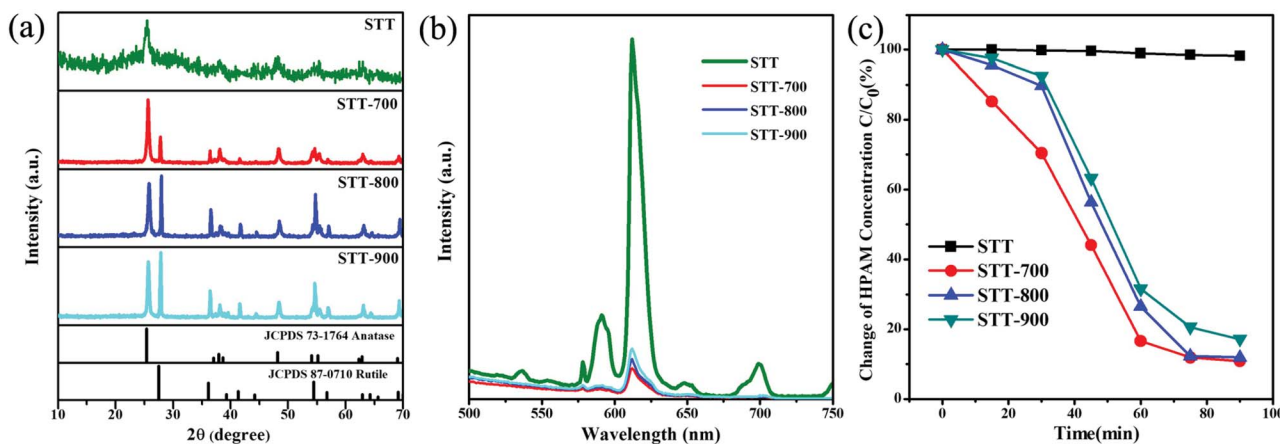 (a)
STT
STT-700
STT-800
STT-900
JCPDS 73-1764 Anatase
JCPDS 87-0710 Rutile
Intensity (a.u.)
10 20 30 40 50 60 70
2θ (degree)
(b)
STT
STT-700
STT-800
STT-900
Intensity (a.u.)
500 550 600 650 700 750
Wavelength (nm)
(c)
100
80
60
40
20
0
STT
STT-700
STT-800
STT-900
Change of HPAM Concentration C/C₀(%)
0 20 40 60 80 100
Time(min)